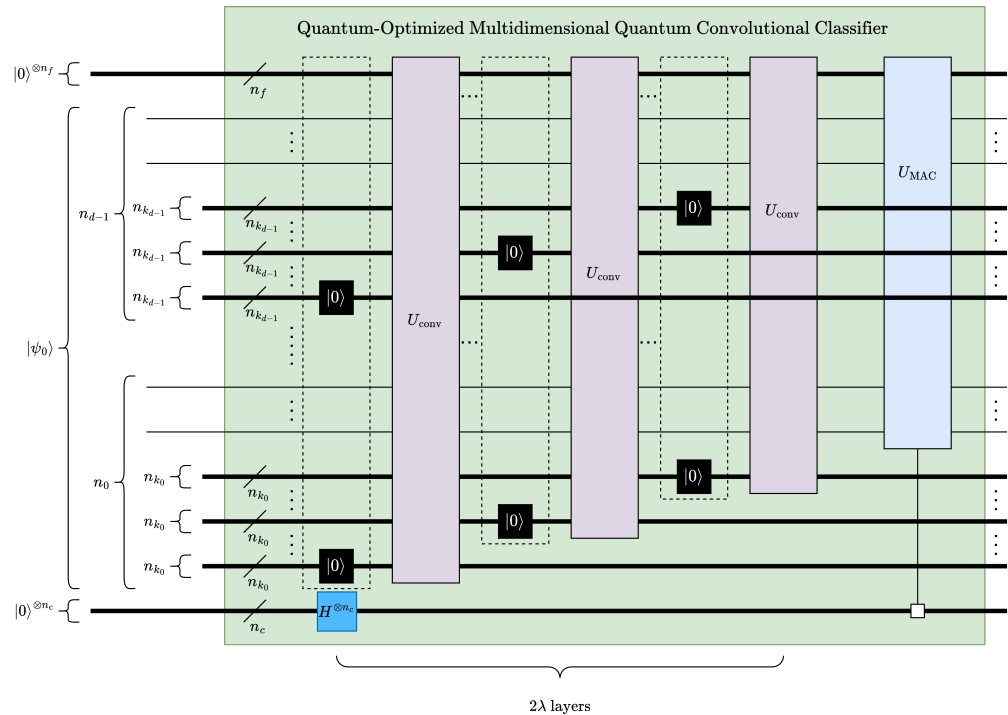 Quantum-Optimized Multidimensional Quantum Convolutional Classifier
|0⟩^{⊗n_f}
n_f
...
...
U_MAC
n_{d−1}
n_{k_{d−1}}
n_{k_{d−1}}
|0⟩
U_conv
n_{k_{d−1}}
n_{k_{d−1}}
|0⟩
U_conv
n_{k_{d−1}}
n_{k_{d−1}}
|0⟩
U_conv
|ψ_0⟩
...
...
n_0
n_{k_0}
n_{k_0}
|0⟩
n_{k_0}
n_{k_0}
|0⟩
n_{k_0}
n_{k_0}
|0⟩
|0⟩^{⊗n_c}
n_c
H^{⊗n_c}
2λ layers